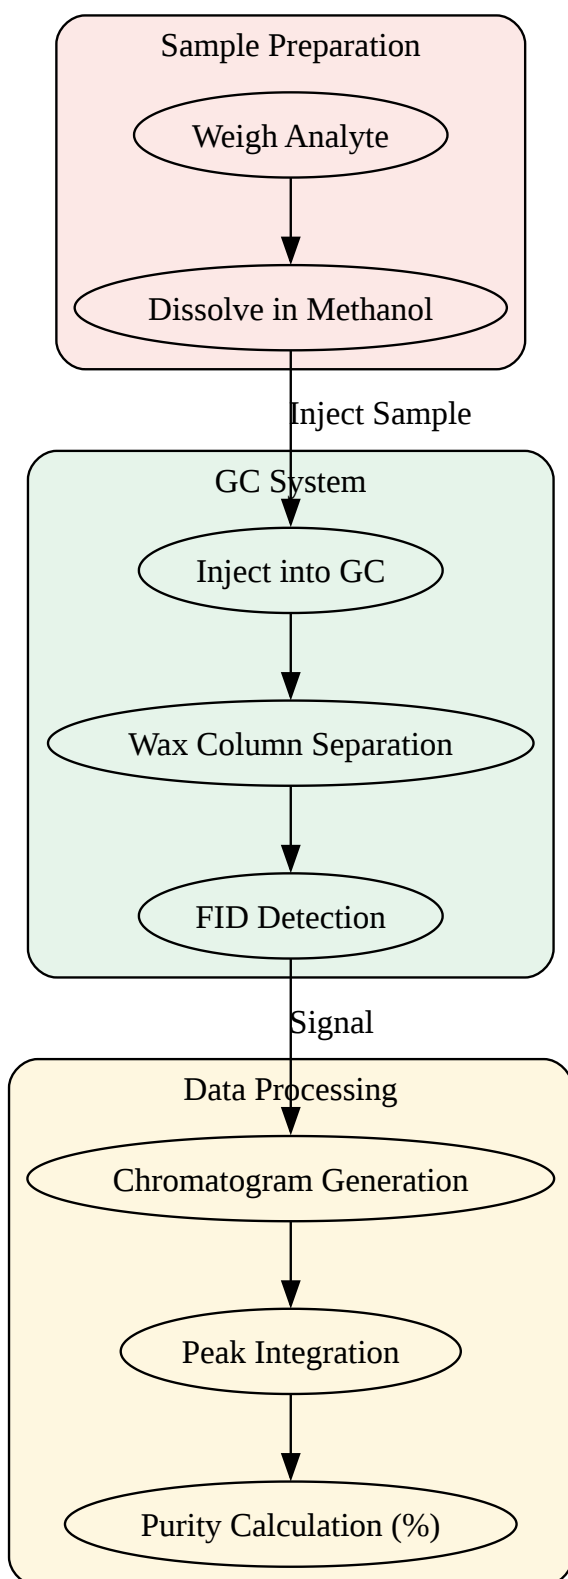 Sample Preparation
Weigh Analyte
Dissolve in Methanol
Inject Sample
GC System
Inject into GC
Wax Column Separation
FID Detection
Signal
Data Processing
Chromatogram Generation
Peak Integration
Purity Calculation (%)